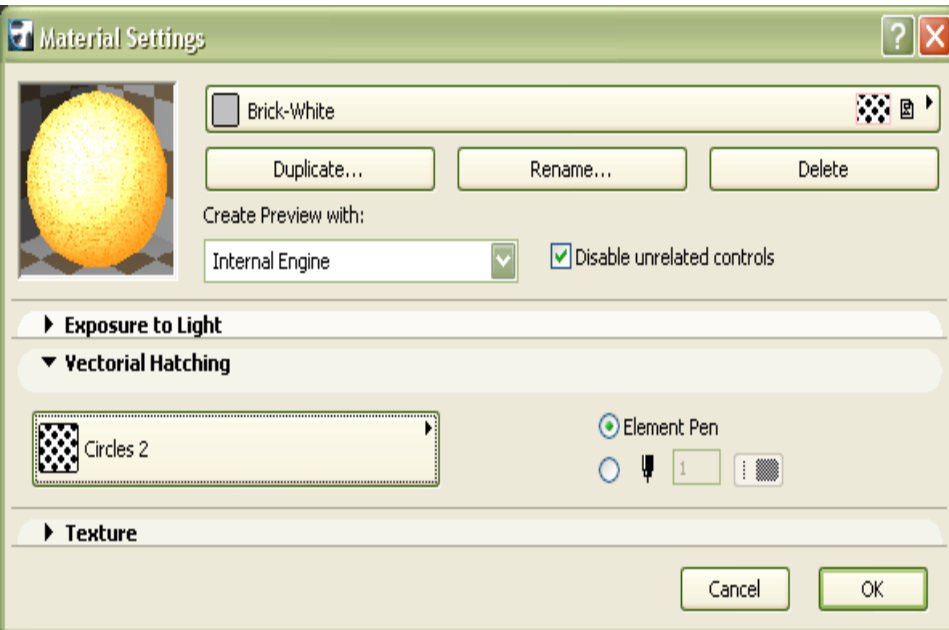 Material Settings
?
Brick-White
Duplicate... Rename... Delete
Create Preview with:
Internal Engine
Disable unrelated controls
Exposure to Light
Vectorial Hatching
Circles 2
Element Pen
1
Texture
Cancel OK